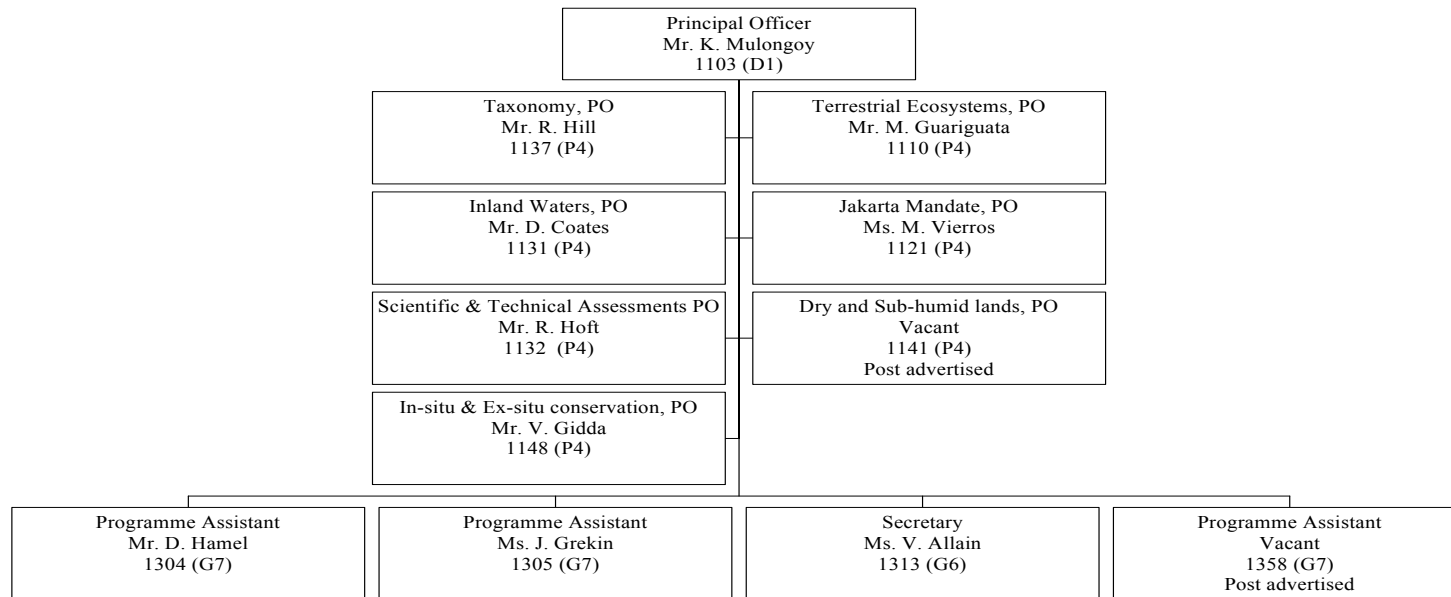 Principal Officer
Mr. K. Mulongoy
1103 (D1)
Taxonomy, PO
Mr. R. Hill
1137 (P4)
Terrestrial Ecosystems, PO
Mr. M. Guariguata
1110 (P4)
Inland Waters, PO
Mr. D. Coates
1131 (P4)
Jakarta Mandate, PO
Ms. M. Vierros
1121 (P4)
Scientific & Technical Assessments PO
Mr. R. Hoft
1132 (P4)
Dry and Sub-humid lands, PO
Vacant
1141 (P4)
Post advertised
In-situ & Ex-situ conservation, PO
Mr. V. Gidda
1148 (P4)
Programme Assistant
Mr. D. Hamel
1304 (G7)
Programme Assistant
Ms. J. Grekin
1305 (G7)
Secretary
Ms. V. Allain
1313 (G6)
Programme Assistant
Vacant
1358 (G7)
Post advertised